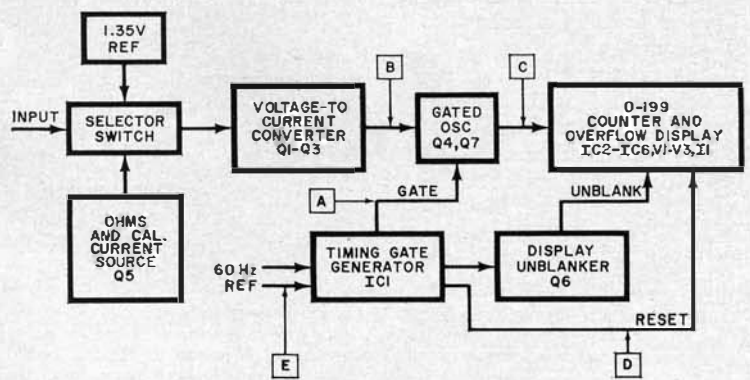 1.35V
REF
INPUT
SELECTOR
SWITCH
OHMS
AND CAL.
CURRENT
SOURCE
Q5
VOLTAGE-TO
CURRENT
CONVERTER
Q1-Q3
B
GATED
OSC
Q4,Q7
C
0-199
COUNTER AND
OVERFLOW DISPLAY
IC2-IC6,V1-V3,I1
A
GATE
UNBLANK
60 Hz
REF
TIMING GATE
GENERATOR
IC1
DISPLAY
UNBLANKER
Q6
RESET
E
D